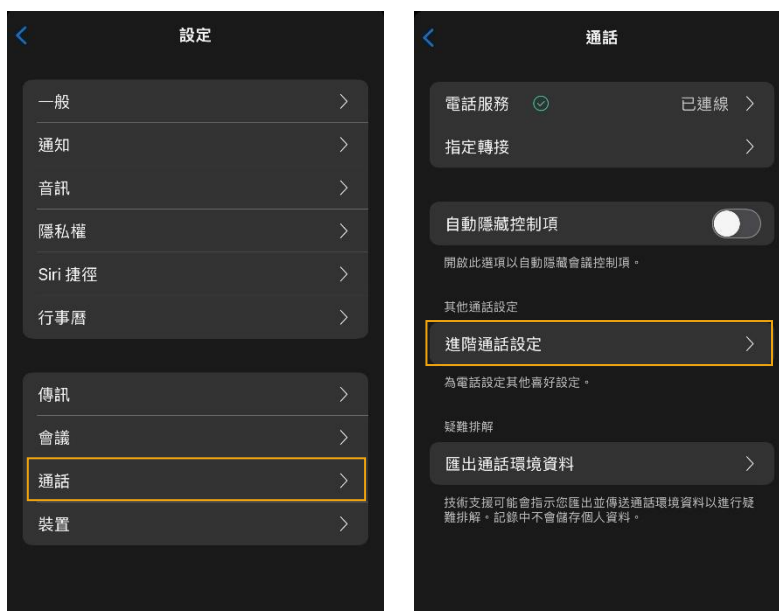 設定
一般
通知
音訊
隱私權
Siri 捷徑
行事曆
傳訊
會議
通話
裝置
通話
電話服務 已連線
指定轉接
自動隱藏控制項
開啟此選項以自動隱藏會議控制項。
其他通話設定
進階通話設定
為電話設定其他喜好設定。
疑難排解
匯出通話環境資料
技術支援可能會指示您匯出並傳送通話環境資料以進行疑
難排解。記錄中不會儲存個人資料。